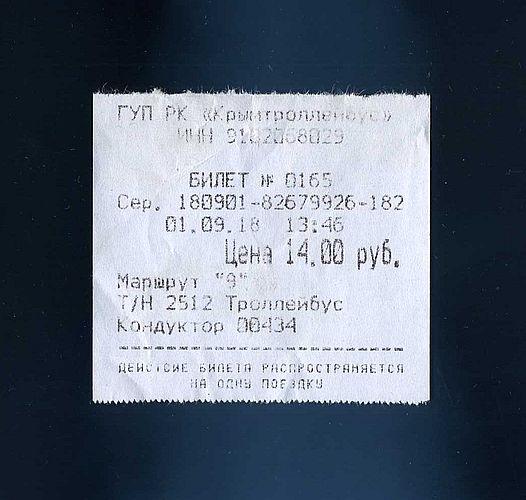 ГУП РК «Крымтроллейбус»
ИНН 9102068029
БИЛЕТ № 0165
Сер. 180901-82679926-182
01.09.18 13:46
Цена 14.00 руб.
Маршрут "9"
Т/Н 2512 Троллейбус
Кондуктор 00434
ДЕЙСТВИЕ БИЛЕТА РАСПРОСТРАНЯЕТСЯ
НА ОДНУ ПОЕЗДКУ